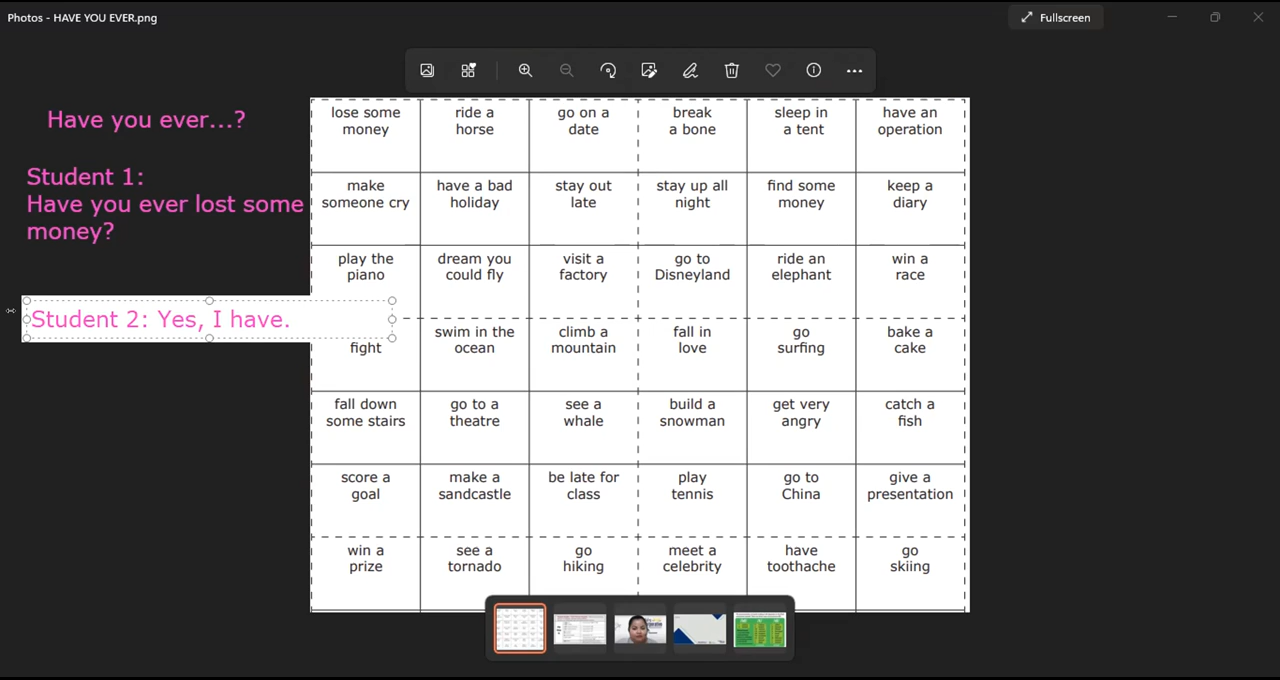 Photos - HAVE YOU EVER.png
Fullscreen
Have you ever...?
Student 1:
Have you ever lost some
money?
Student 2: Yes, I have.
lose some
money
ride a
horse
go on a
date
break
a bone
sleep in
a tent
have an
operation
make
someone cry
have a bad
holiday
stay out
late
stay up all
night
find some
money
keep a
diary
play the
piano
dream you
could fly
visit a
factory
go to
Disneyland
ride an
elephant
win a
race
fight
swim in the
ocean
climb a
mountain
fall in
love
go
surfing
bake a
cake
fall down
some stairs
go to a
theatre
see a
whale
build a
snowman
get very
angry
catch a
fish
score a
goal
make a
sandcastle
be late for
class
play
tennis
go to
China
give a
presentation
win a
prize
see a
tornado
go
hiking
meet a
celebrity
have
toothache
go
skiing